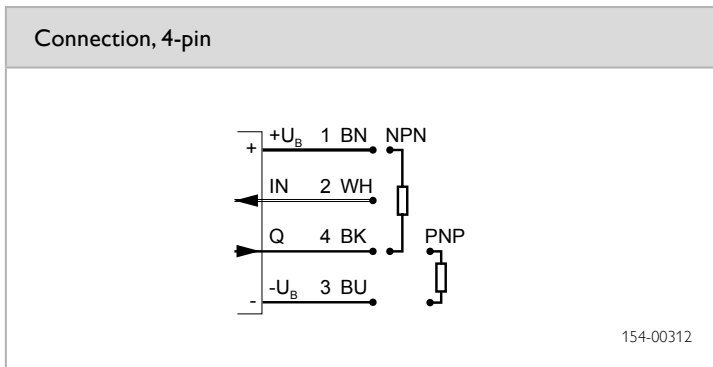 Connection, 4-pin
+U_B 1 BN NPN
+
IN 2 WH
Q 4 BK PNP
-U_B 3 BU
-
154-00312